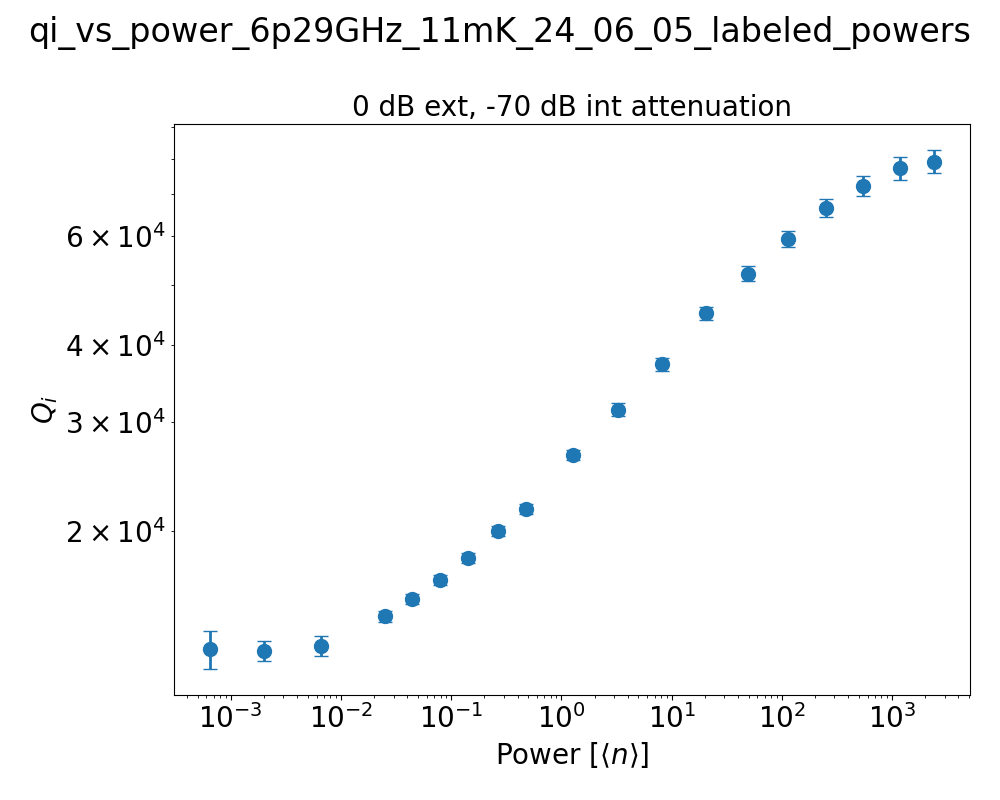 qi_vs_power_6p29GHz_11mK_24_06_05_labeled_powers
0 dB ext, -70 dB int attenuation
6 × 10⁴
4 × 10⁴
3 × 10⁴
2 × 10⁴
Qᵢ
10⁻³ 10⁻² 10⁻¹ 10⁰ 10¹ 10² 10³
Power [⟨n⟩]